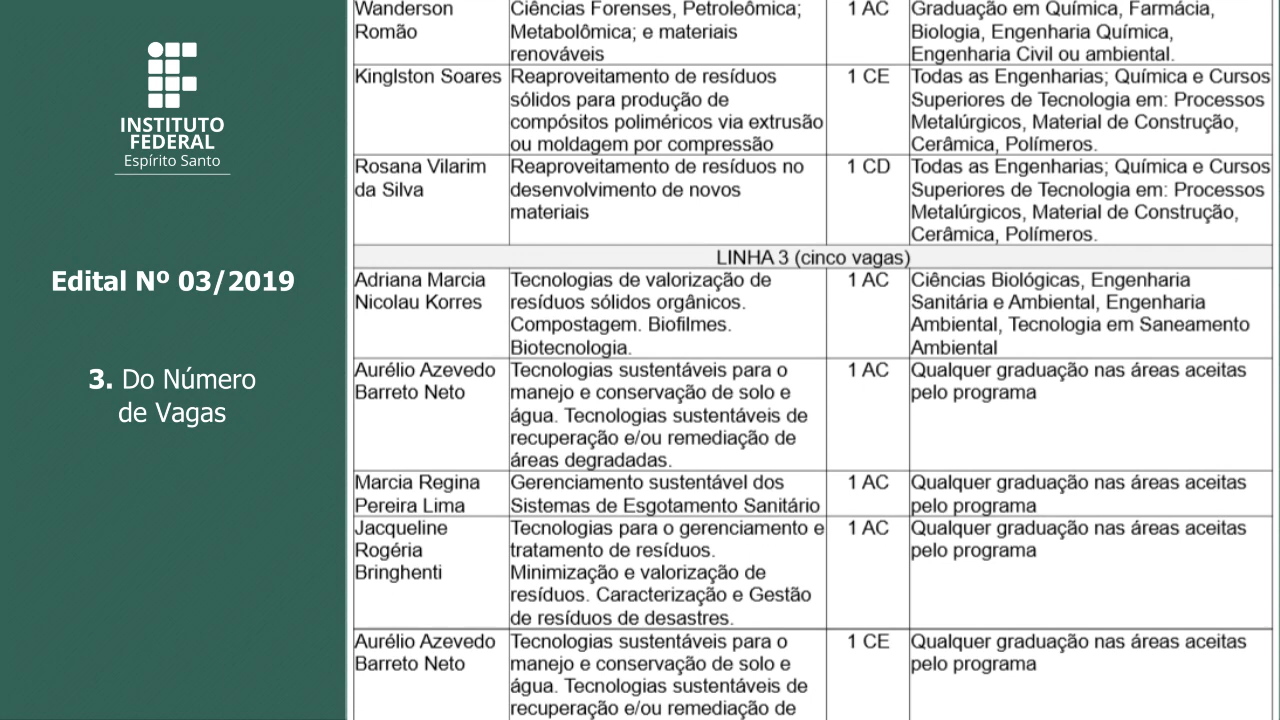 INSTITUTO
FEDERAL
Espírito Santo
Edital Nº 03/2019
3. Do Número
de Vagas
Wanderson
Romão
Ciências Forenses, Petroleômica;
Metabolômica; e materiais
renováveis
1 AC
Graduação em Química, Farmácia,
Biologia, Engenharia Química,
Engenharia Civil ou ambiental.
Kinglston Soares
Reaproveitamento de resíduos
sólidos para produção de
compósitos poliméricos via extrusão
ou moldagem por compressão
1 CE
Todas as Engenharias; Química e Cursos
Superiores de Tecnologia em: Processos
Metalúrgicos, Material de Construção,
Cerâmica, Polímeros.
Rosana Vilarim
da Silva
Reaproveitamento de resíduos no
desenvolvimento de novos
materiais
1 CD
Todas as Engenharias; Química e Cursos
Superiores de Tecnologia em: Processos
Metalúrgicos, Material de Construção,
Cerâmica, Polímeros.
LINHA 3 (cinco vagas)
Adriana Marcia
Nicolau Korres
Tecnologias de valorização de
resíduos sólidos orgânicos.
Compostagem. Biofilmes.
Biotecnologia.
1 AC
Ciências Biológicas, Engenharia
Sanitária e Ambiental, Engenharia
Ambiental, Tecnologia em Saneamento
Ambiental
Aurélio Azevedo
Barreto Neto
Tecnologias sustentáveis para o
manejo e conservação de solo e
água. Tecnologias sustentáveis de
recuperação e/ou remediação de
áreas degradadas.
1 AC
Qualquer graduação nas áreas aceitas
pelo programa
Marcia Regina
Pereira Lima
Gerenciamento sustentável dos
Sistemas de Esgotamento Sanitário
1 AC
Qualquer graduação nas áreas aceitas
pelo programa
Jacqueline
Rogéria
Bringhenti
Tecnologias para o gerenciamento e
tratamento de resíduos.
Minimização e valorização de
resíduos. Caracterização e Gestão
de resíduos de desastres.
1 AC
Qualquer graduação nas áreas aceitas
pelo programa
Aurélio Azevedo
Barreto Neto
Tecnologias sustentáveis para o
manejo e conservação de solo e
água. Tecnologias sustentáveis de
recuperação e/ou remediação de
1 CE
Qualquer graduação nas áreas aceitas
pelo programa